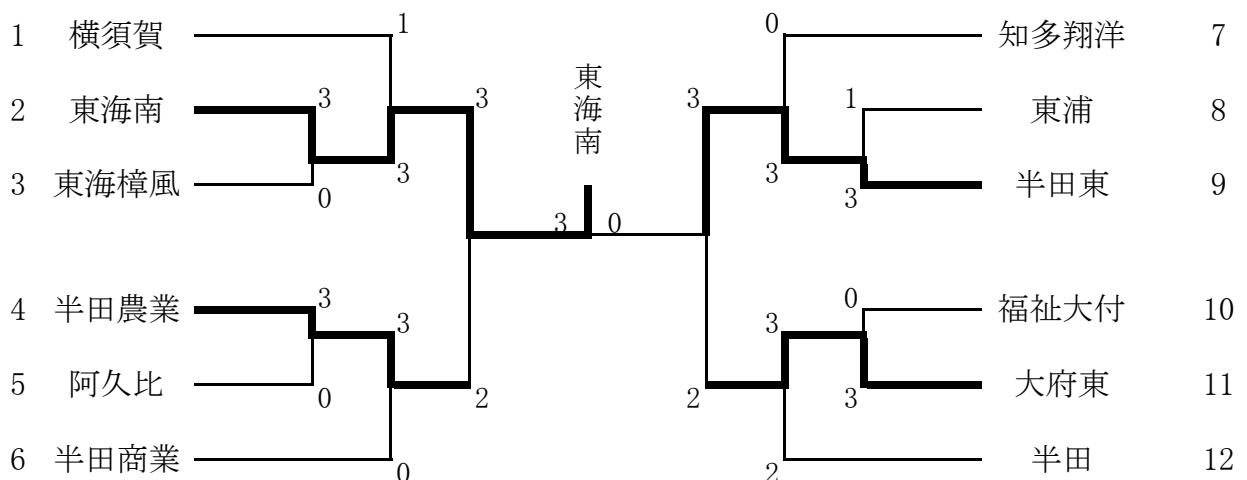 1 横須賀 1 0 知多翔洋 7
東海南
2 東海南 3 3 3 1 東浦 8
3 東海樟風 0 3 3 3 半田東 9
3 0
4 半田農業 3 3 3 0 福祉大付 10
5 阿久比 0 2 2 3 大府東 11
6 半田商業 0 2 半田 12